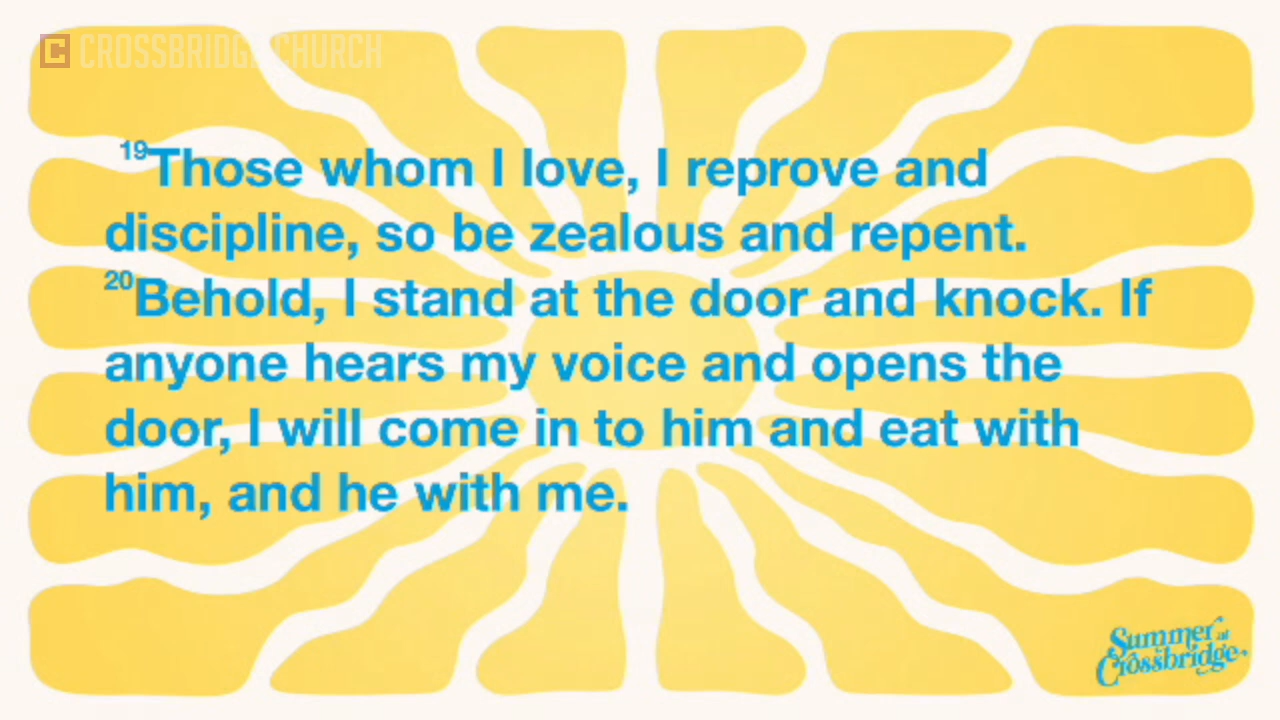 CROSSBRIDGE CHURCH
19Those whom I love, I reprove and
discipline, so be zealous and repent.
20Behold, I stand at the door and knock. If
anyone hears my voice and opens the
door, I will come in to him and eat with
him, and he with me.
Summer at
Crossbridge